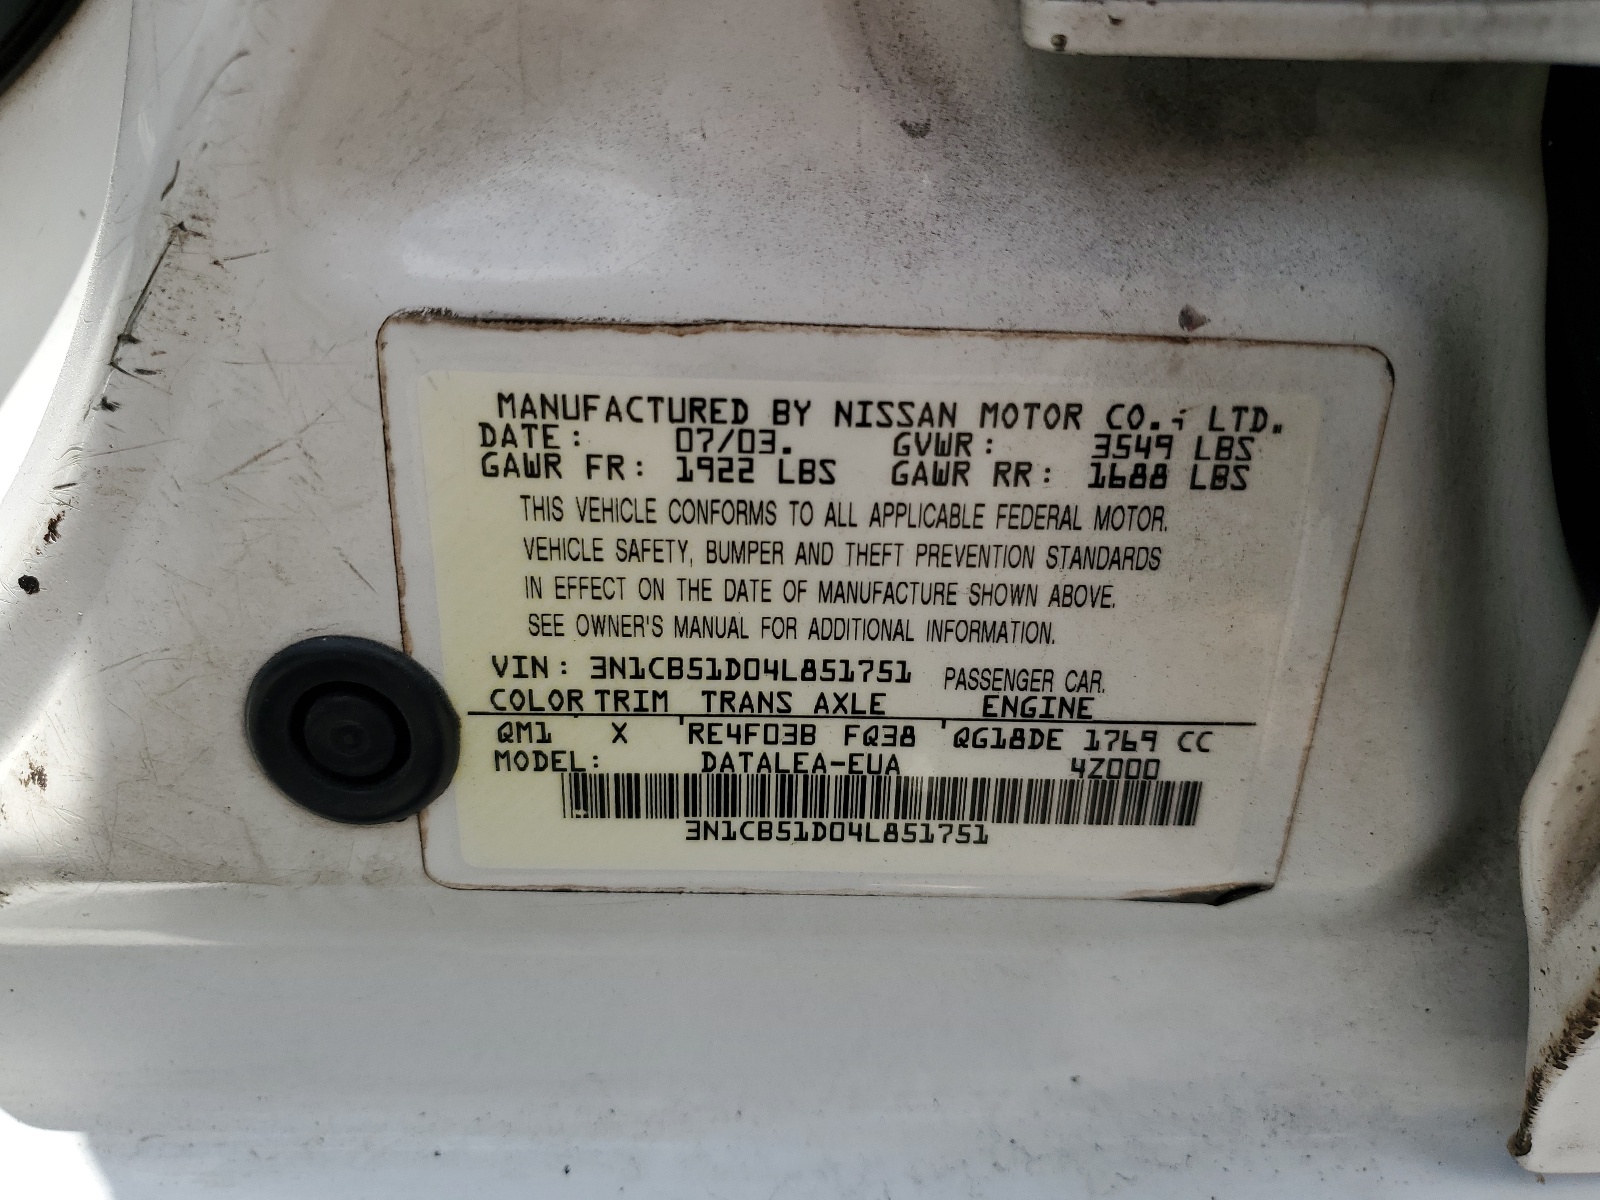 MANUFACTURED BY NISSAN MOTOR CO., LTD.
DATE: 07/03. GVWR: 3549 LBS
GAWR FR: 1922 LBS GAWR RR: 1688 LBS
THIS VEHICLE CONFORMS TO ALL APPLICABLE FEDERAL MOTOR.
VEHICLE SAFETY, BUMPER AND THEFT PREVENTION STANDARDS
IN EFFECT ON THE DATE OF MANUFACTURE SHOWN ABOVE.
SEE OWNER'S MANUAL FOR ADDITIONAL INFORMATION.
VIN: 3N1CB51D04L851751 PASSENGER CAR.
COLOR TRIM TRANS AXLE ENGINE
QM1 X RE4F03B FQ38 QG18DE 1769 CC
MODEL: DATALEA-EUA 4Z000
3N1CB51D04L851751